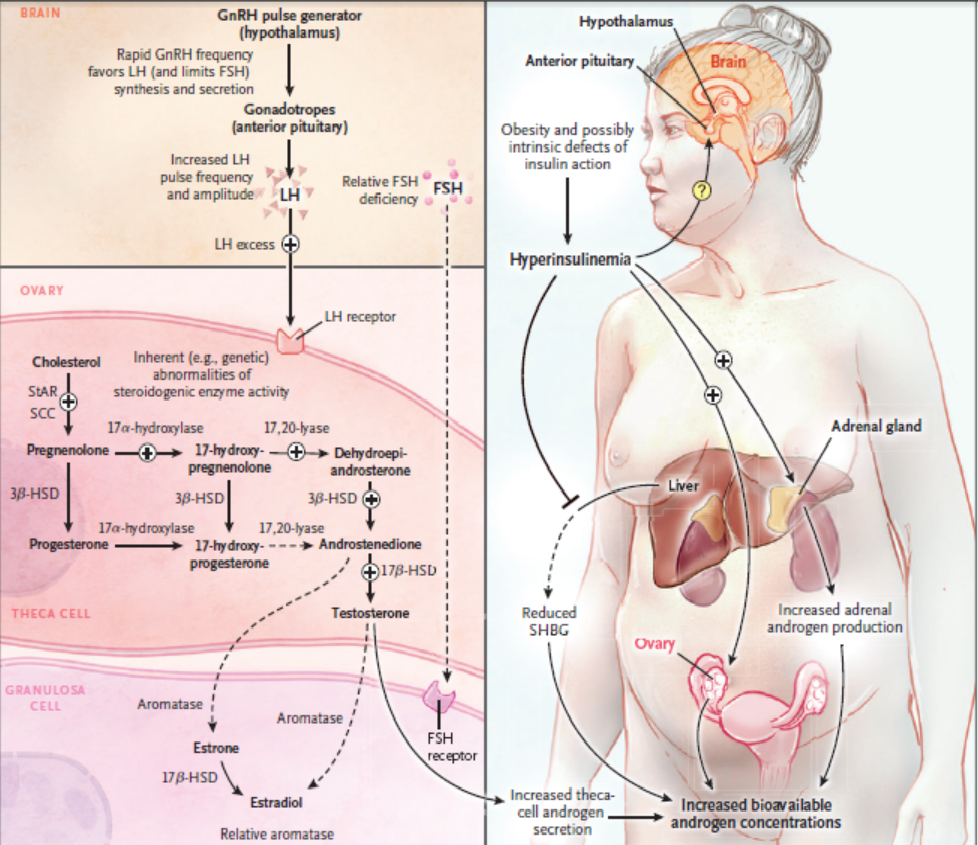 BRAIN
GnRH pulse generator
(hypothalamus)
Rapid GnRH frequency
favors LH (and limits FSH)
synthesis and secretion
Gonadotropes
(anterior pituitary)
Increased LH
pulse frequency
and amplitude
LH
Relative FSH
deficiency
FSH
LH excess
+
OVARY
LH receptor
Cholesterol
Inherent (e.g., genetic)
abnormalities of
steroidogenic enzyme activity
StAR
SCC
+
17α-hydroxylase
17,20-lyase
Pregnenolone
+
17-hydroxy-
pregnenolone
+
Dehydroepi-
androsterone
3β-HSD
3β-HSD
3β-HSD
+
17α-hydroxylase
17,20-lyase
Progesterone
17-hydroxy-
progesterone
Androstenedione
+
17β-HSD
THECA CELL
Testosterone
GRANULOSA
CELL
Aromatase
Aromatase
FSH
receptor
Estrone
17β-HSD
Estradiol
Relative aromatase
Hypothalamus
Anterior pituitary
Brain
Obesity and possibly
intrinsic defects of
insulin action
?
Hyperinsulinemia
+
+
Adrenal gland
Liver
Reduced
SHBG
Increased adrenal
androgen production
Ovary
Increased theca-
cell androgen
secretion
Increased bioavailable
androgen concentrations